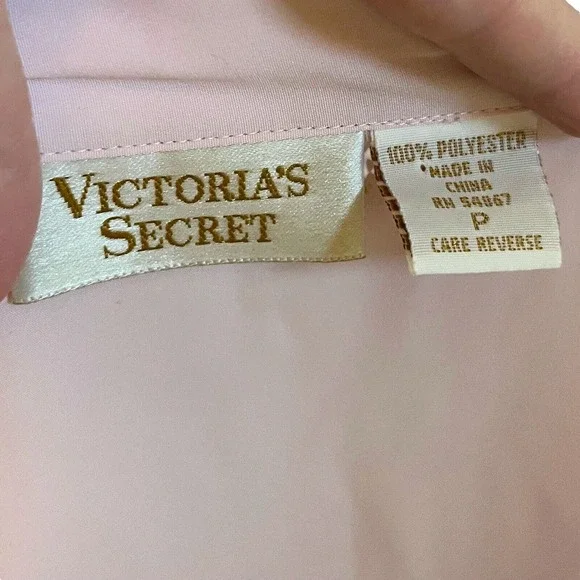 VICTORIA'S
SECRET
100% POLYESTER
MADE IN
CHINA
RN 54867
P
CARE REVERSE